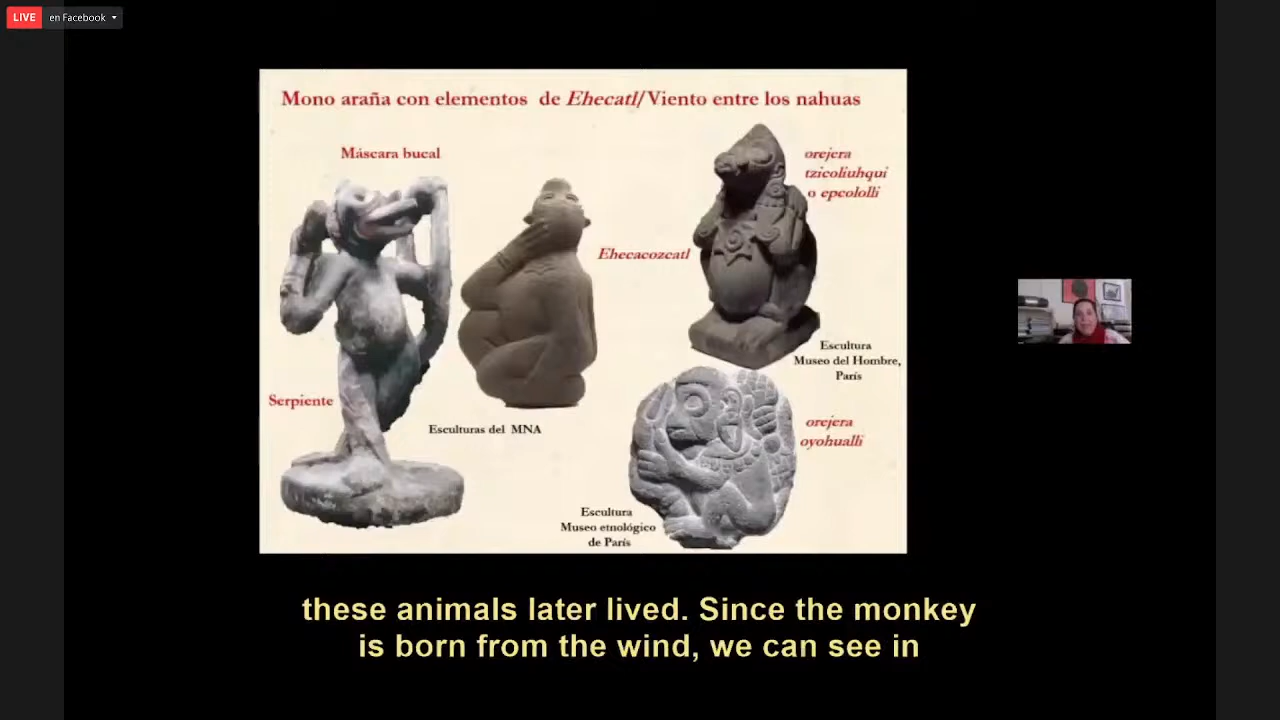 LIVE en Facebook
Mono araña con elementos de Ehecatl/Viento entre los nahuas
Máscara bucal
orejera
tzicoliuhqui
o epcololli
Ehecacozcatl
Escultura
Museo del Hombre,
París
Serpiente
Esculturas del MNA
orejera
oyohualli
Escultura
Museo etnológico
de París
these animals later lived. Since the monkey
is born from the wind, we can see in